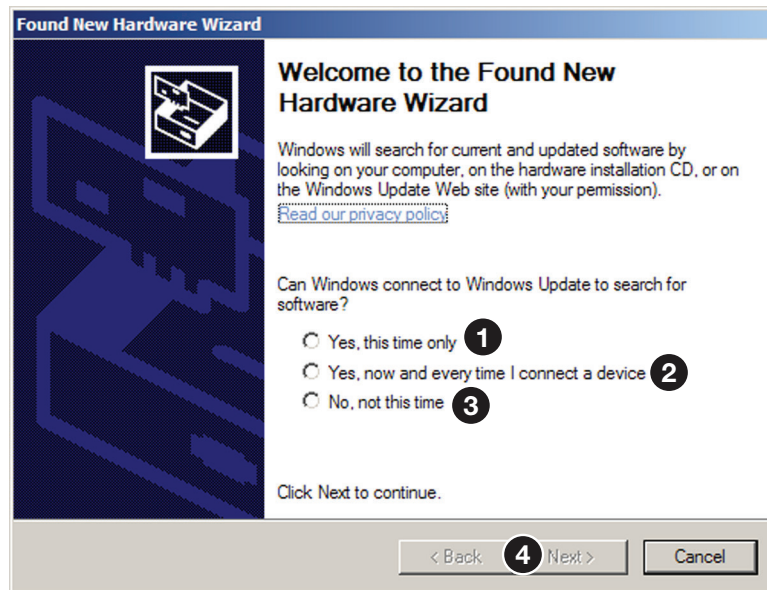 Found New Hardware Wizard
Welcome to the Found New
Hardware Wizard
Windows will search for current and updated software by
looking on your computer, on the hardware installation CD, or on
the Windows Update Web site (with your permission).
Read our privacy policy
Can Windows connect to Windows Update to search for
software?
Yes, this time only 1
Yes, now and every time I connect a device 2
No, not this time 3
Click Next to continue.
< Back 4 Next > Cancel